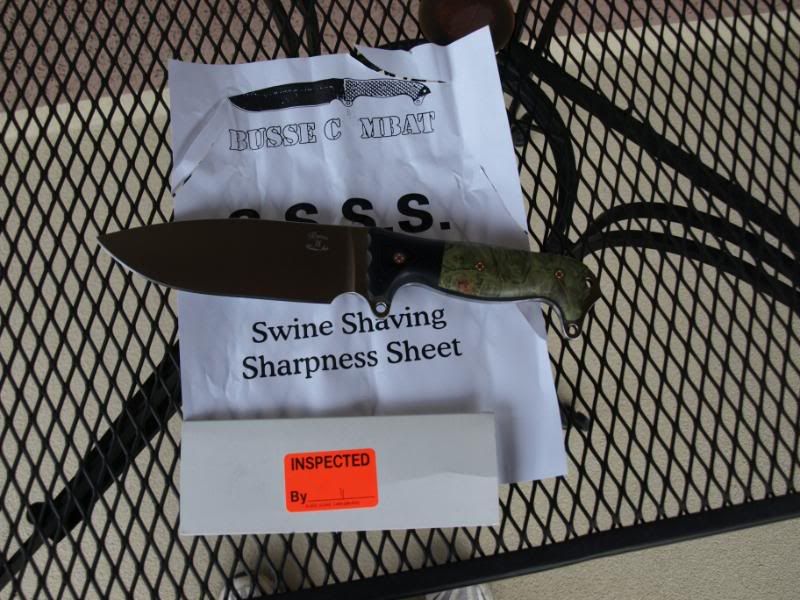 BUSSE C MBAT
S.S.S.
Swine Shaving
Sharpness Sheet
INSPECTED
By